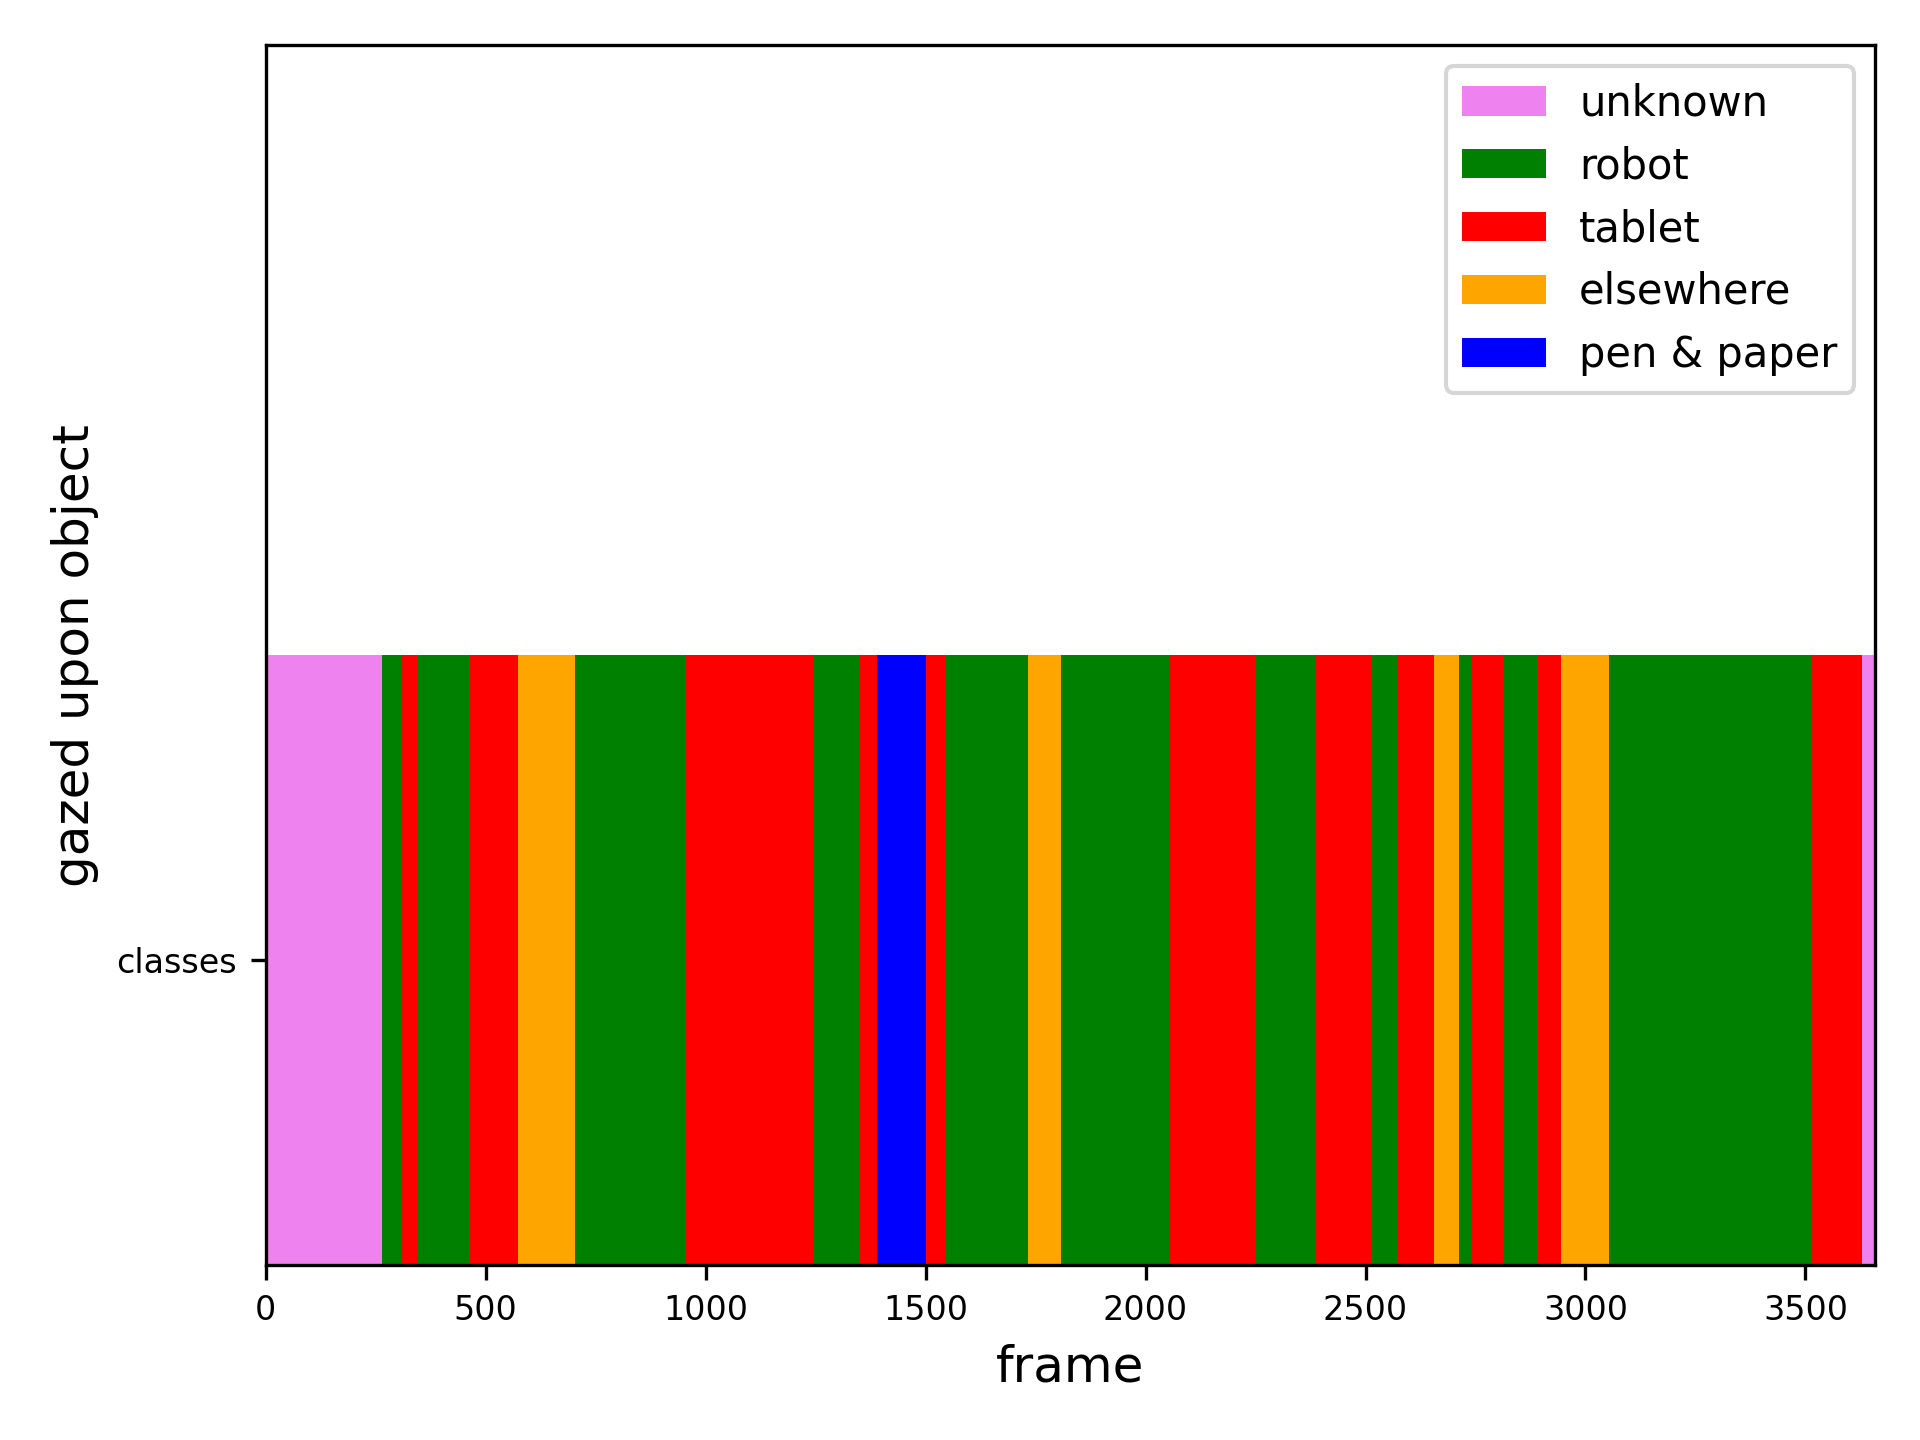 unknown
robot
tablet
elsewhere
pen & paper
gazed upon object
classes
0 500 1000 1500 2000 2500 3000 3500
frame